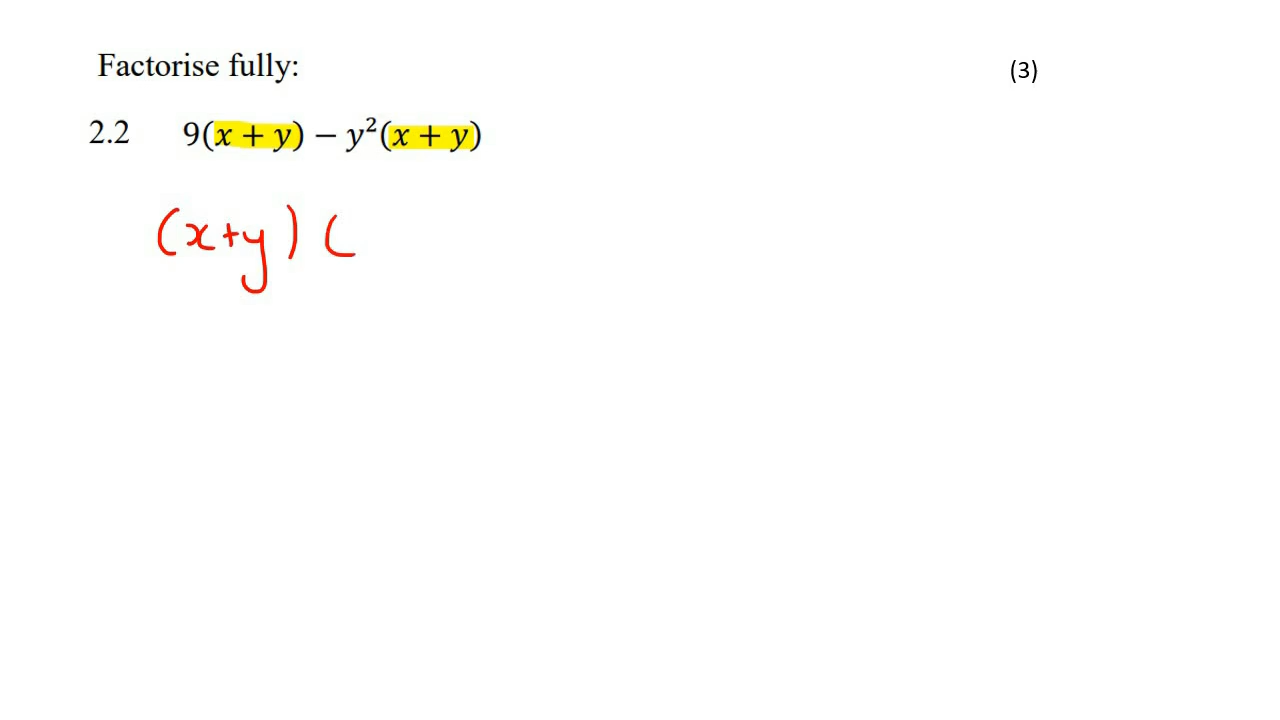 Factorise fully: (3)
2.2 9(x + y) − y²(x + y)
(x+y) (